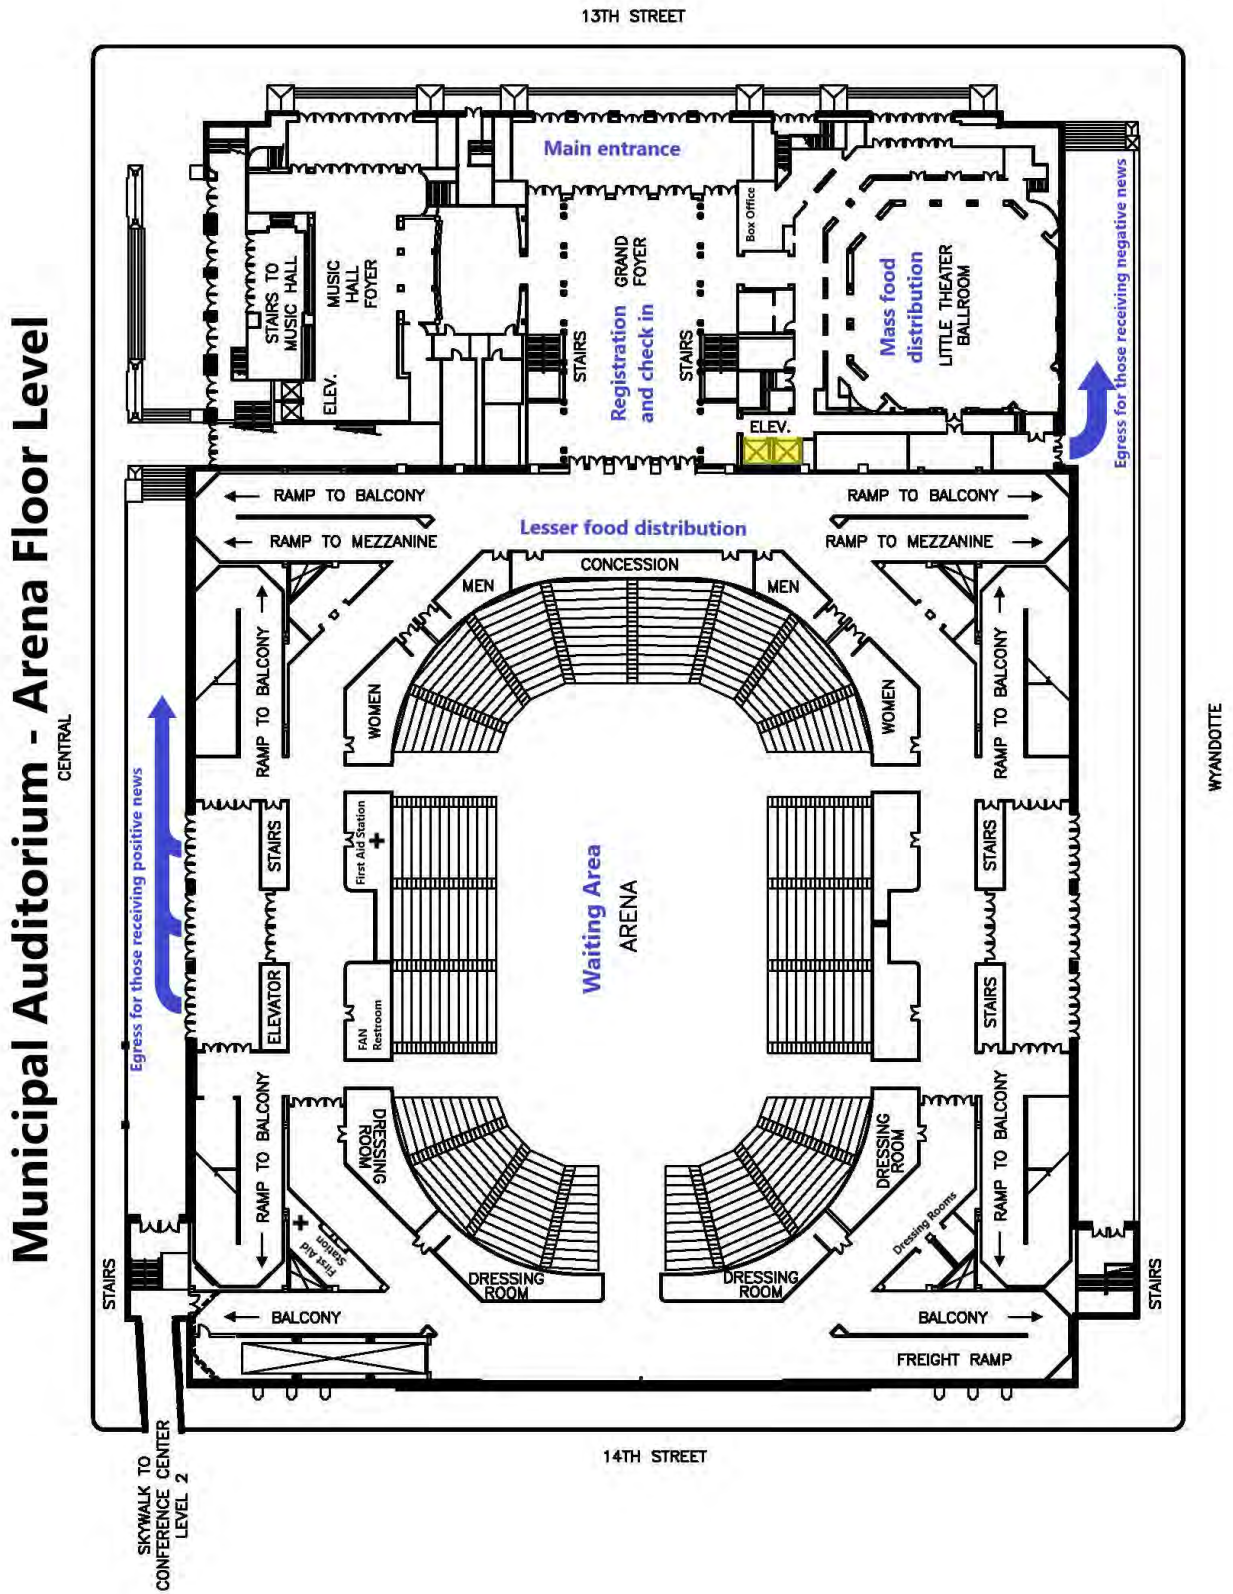 13TH STREET
Municipal Auditorium - Arena Floor Level
CENTRAL
WYANDOTTE
Main entrance
Box Office
STAIRS TO
MUSIC HALL
MUSIC
HALL
FOYER
ELEV.
GRAND
FOYER
Registration
and check in
STAIRS
STAIRS
ELEV.
Mass food
distribution
LITTLE THEATER
BALLROOM
Egress for those receiving negative news
RAMP TO BALCONY
RAMP TO BALCONY
Lesser food distribution
RAMP TO MEZZANINE
RAMP TO MEZZANINE
CONCESSION
MEN
MEN
RAMP TO BALCONY
WOMEN
WOMEN
RAMP TO BALCONY
Egress for those receiving positive news
STAIRS
First Aid Station
Waiting Area
ARENA
STAIRS
ELEVATOR
FAN
Restroom
STAIRS
RAMP TO BALCONY
DRESSING
ROOM
DRESSING
ROOM
RAMP TO BALCONY
First Aid
Station
Dressing Rooms
STAIRS
DRESSING
ROOM
DRESSING
ROOM
STAIRS
BALCONY
BALCONY
FREIGHT RAMP
14TH STREET
SKYWALK TO
CONFERENCE CENTER
LEVEL 2